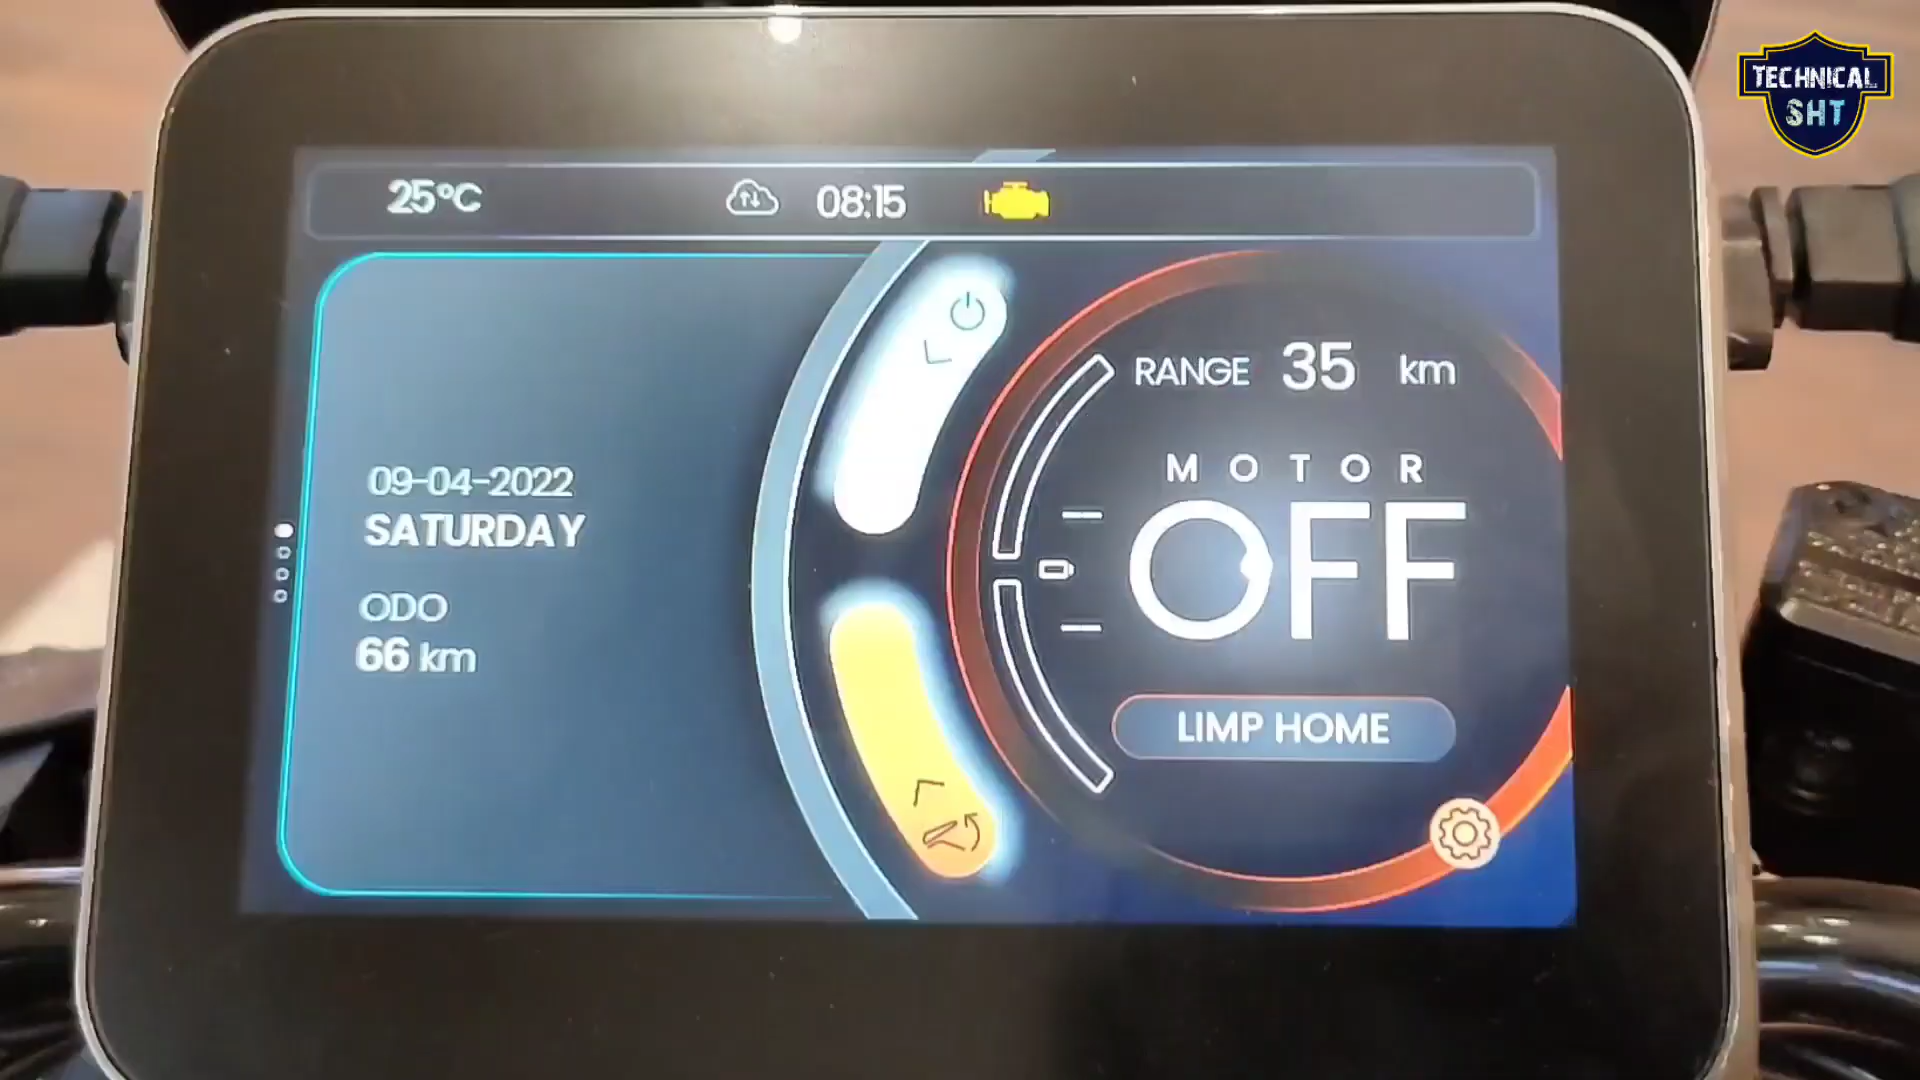 TECHNICAL
SHT
25°C
08:15
RANGE 35 km
MOTOR
OFF
LIMP HOME
09-04-2022
SATURDAY
ODO
66 km